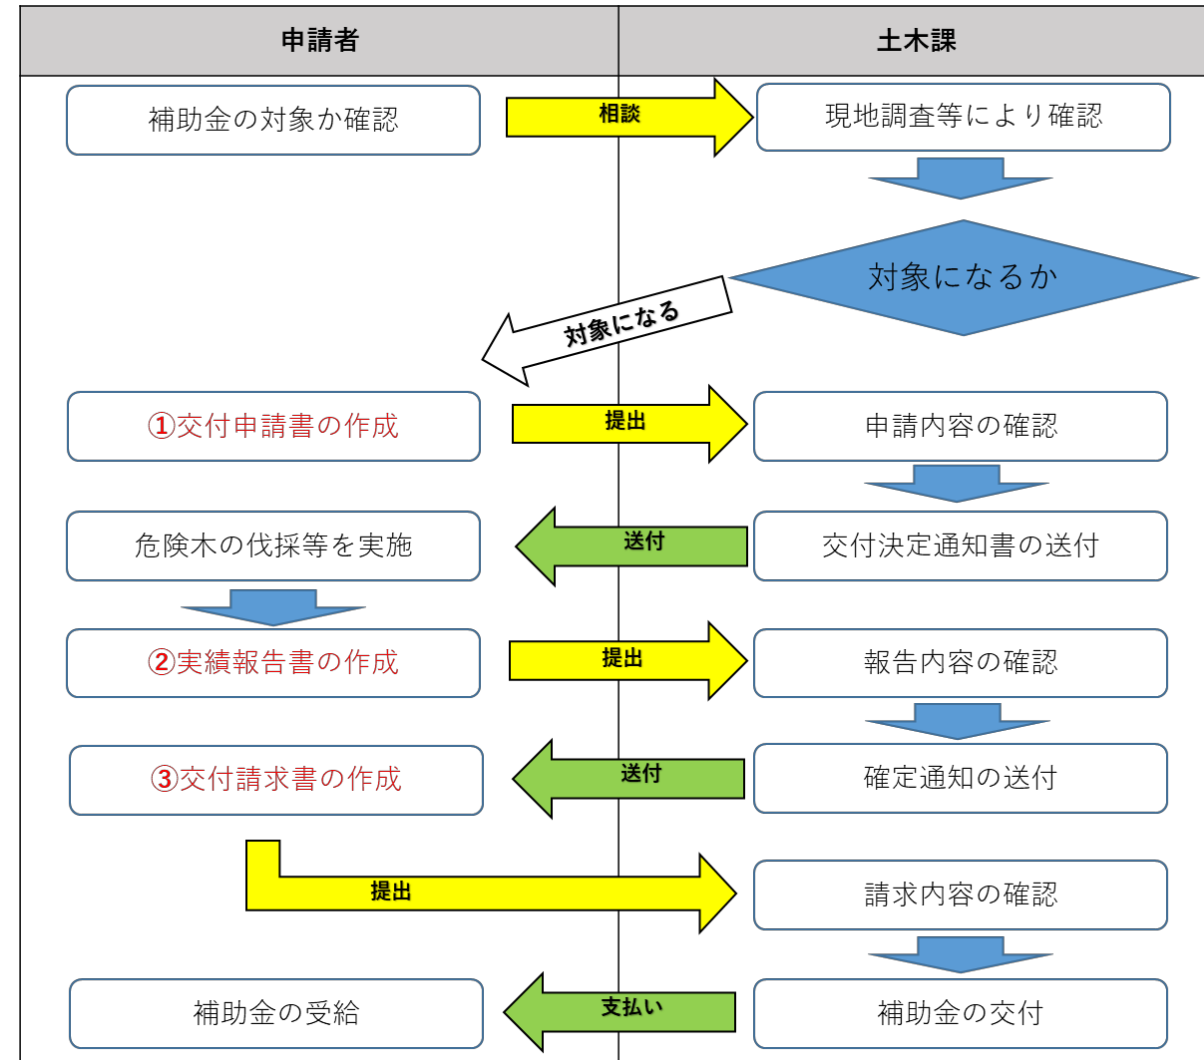 申請者
土木課
補助金の対象か確認
相談
現地調査等により確認
対象になるか
対象になる
①交付申請書の作成
提出
申請内容の確認
危険木の伐採等を実施
送付
交付決定通知書の送付
②実績報告書の作成
提出
報告内容の確認
③交付請求書の作成
送付
確定通知の送付
提出
請求内容の確認
補助金の受給
支払い
補助金の交付